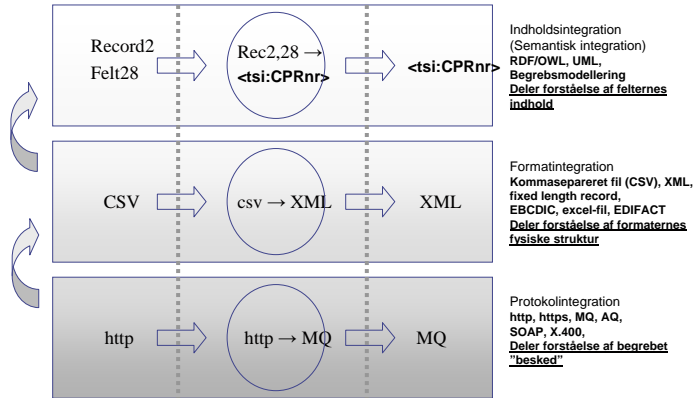 Record2
Felt28
Rec2,28 →
<tsi:CPRnr>
<tsi:CPRnr>
Indholdsintegration
(Semantisk integration)
RDF/OWL, UML,
Begrebsmodellering
Deler forståelse af felternes
indhold
CSV
csv → XML
XML
Formatintegration
Kommasepareret fil (CSV), XML,
fixed length record,
EBCDIC, excel-fil, EDIFACT
Deler forståelse af formaternes
fysiske struktur
http
http → MQ
MQ
Protokolintegration
http, https, MQ, AQ,
SOAP, X.400,
Deler forståelse af begrebet
”besked”